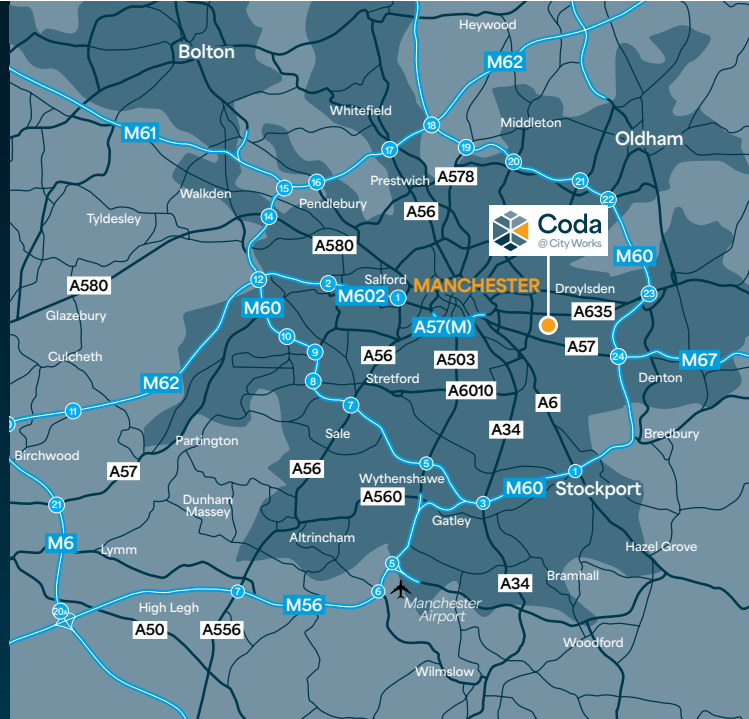 Heywood
Bolton
M62
Whitefield
M61
18
Middleton
Oldham
17
19
20
Prestwich
A578
21
16
15
Walkden
Pendlebury
22
A56
14
Tyldesley
Coda
@ City Works
A580
M60
12
2
Salford
MANCHESTER
A580
M602
1
Droylsden
23
M60
A635
Glazebury
A57(M)
10
A57
9
A56
A503
24
M67
Culcheth
8
Stretford
Denton
M62
A6010
7
A6
11
A34
Sale
Bredbury
Partington
Birchwood
A57
A56
5
1
Wythenshawe
M60
Stockport
A560
3
21
Dunham
Massey
Gatley
Altrincham
M6
Lymm
Hazel Grove
5
Bramhall
A34
7
6
M56
Manchester
Airport
20A
High Legh
A50
A556
Woodford
Wilmslow